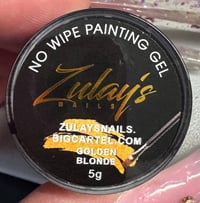 NO WIPE PAINTING GEL
Zulay's
NAILS
ZULAYSNAILS.
BIGCARTEL.COM
GOLDEN
BLONDE
5g